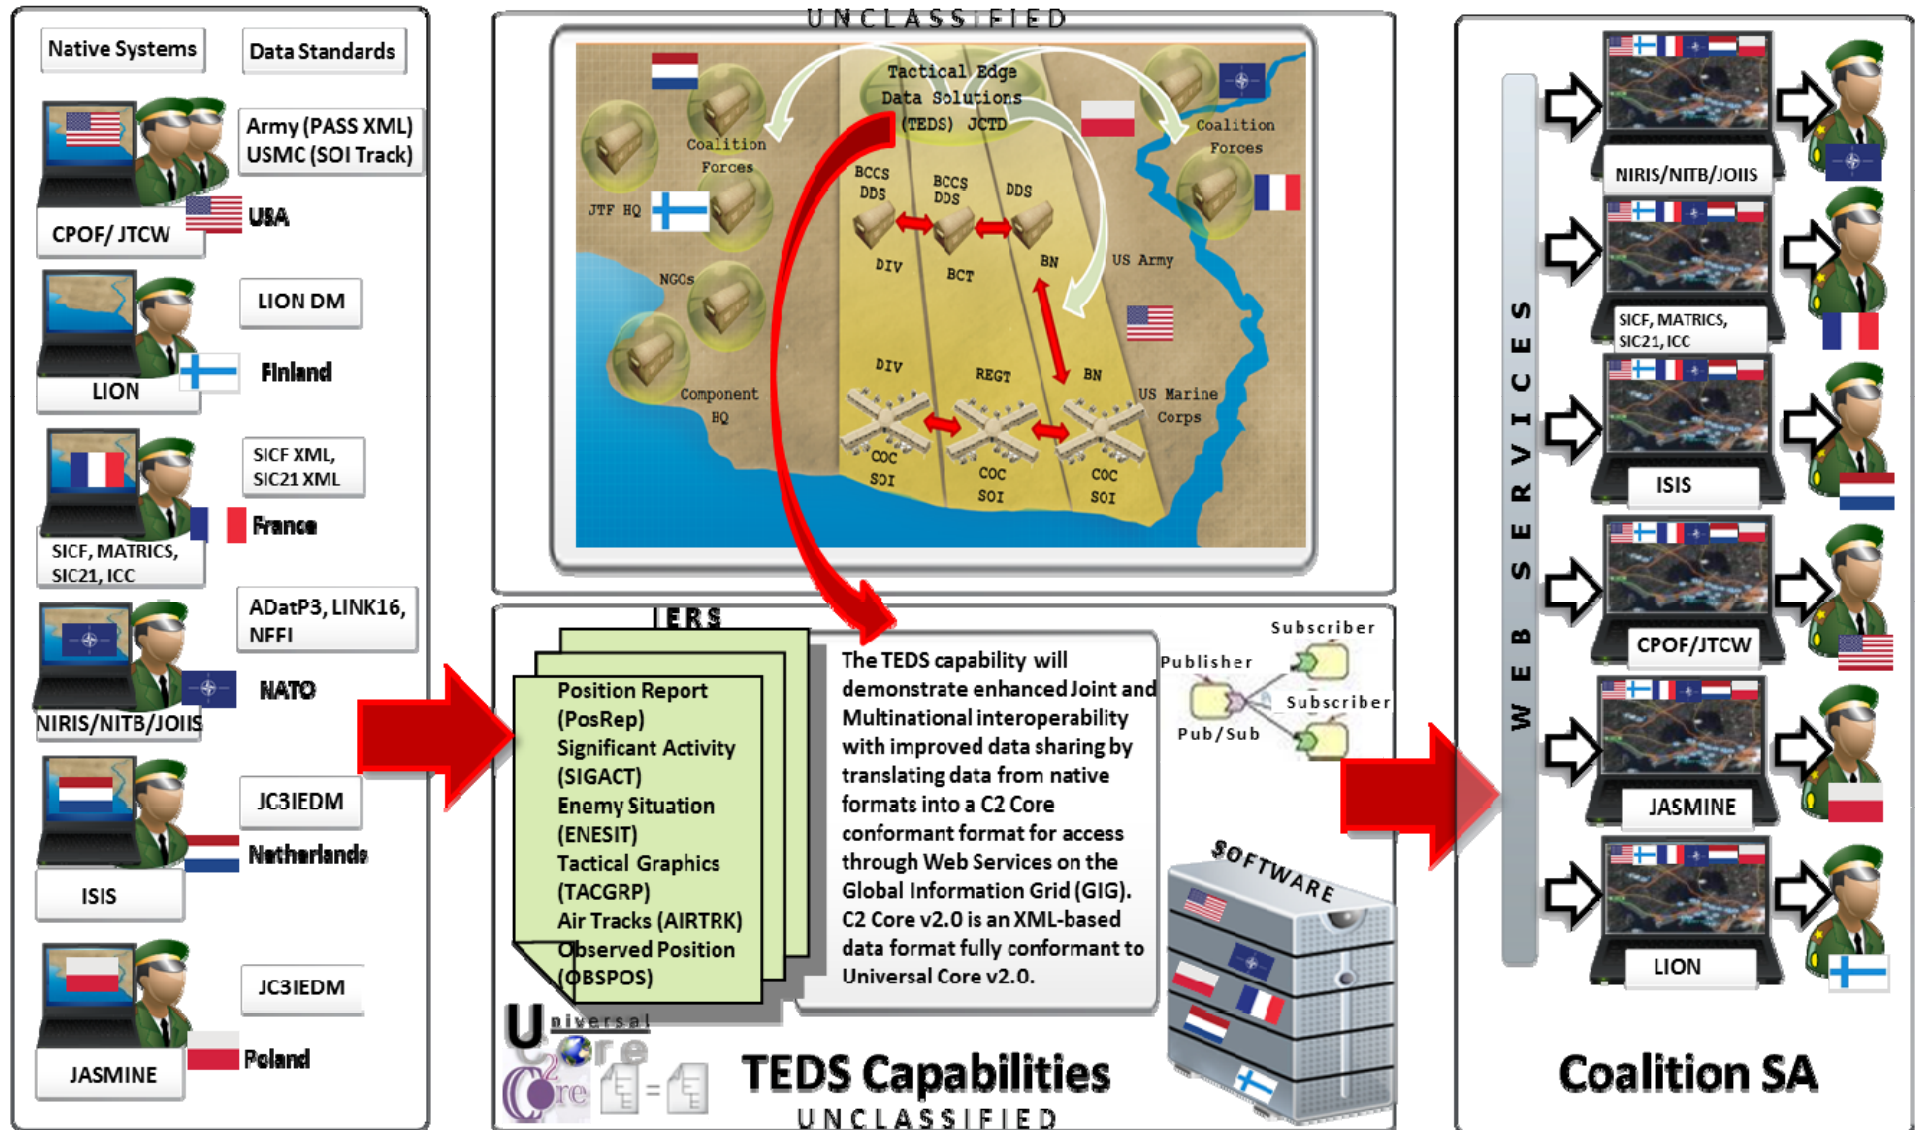 Native Systems
Data Standards
Army (PASS XML)
USMC (SOI Track)
USA
CPOF/ JTCW
LION DM
Finland
LION
SICF XML,
SIC21 XML
France
SICF, MATRICS,
SIC21, ICC
ADatP3, LINK16,
NFFI
NATO
NIRIS/NITB/JOIIS
JC3IEDM
Netherlands
ISIS
JC3IEDM
Poland
JASMINE
UNCLASSIFIED
Tactical Edge
Data Solutions
(TEDS) JCTD
Coalition
Forces
Coalition
Forces
JTF HQ
NGOs
Component
HQ
BCCS
DDS
BCCS
DDS
DDS
DIV
BCT
BN
US Army
DIV
REGT
BN
US Marine
Corps
COC
SOI
COC
SOI
COC
SOI
IERS
Position Report
(PosRep)
Significant Activity
(SIGACT)
Enemy Situation
(ENESIT)
Tactical Graphics
(TACGRP)
Air Tracks (AIRTRK)
Observed Position
(OBSPOS)
The TEDS capability will
demonstrate enhanced Joint and
Multinational interoperability
with improved data sharing by
translating data from native
formats into a C2 Core
conformant format for access
through Web Services on the
Global Information Grid (GIG).
C2 Core v2.0 is an XML-based
data format fully conformant to
Universal Core v2.0.
Subscriber
Publisher
Subscriber
Pub/Sub
SOFTWARE
Universal
Core
C2ore
=
TEDS Capabilities
UNCLASSIFIED
WEB SERVICES
NIRIS/NITB/JOIIS
SICF, MATRICS,
SIC21, ICC
ISIS
CPOF/JTCW
JASMINE
LION
Coalition SA